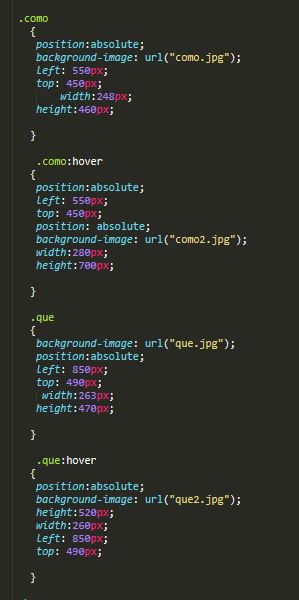 .como
{
position:absolute;
background-image: url("como.jpg");
left: 550px;
top: 450px;
width:248px;
height:460px;
}
.como:hover
{
position:absolute;
left: 550px;
top: 450px;
position: absolute;
background-image: url("como2.jpg");
width:280px;
height:700px;
}
.que
{
background-image: url("que.jpg");
position:absolute;
left: 850px;
top: 490px;
width:263px;
height:470px;
}
.que:hover
{
position:absolute;
background-image: url("que2.jpg");
height:520px;
width:260px;
left: 850px;
top: 490px;
}